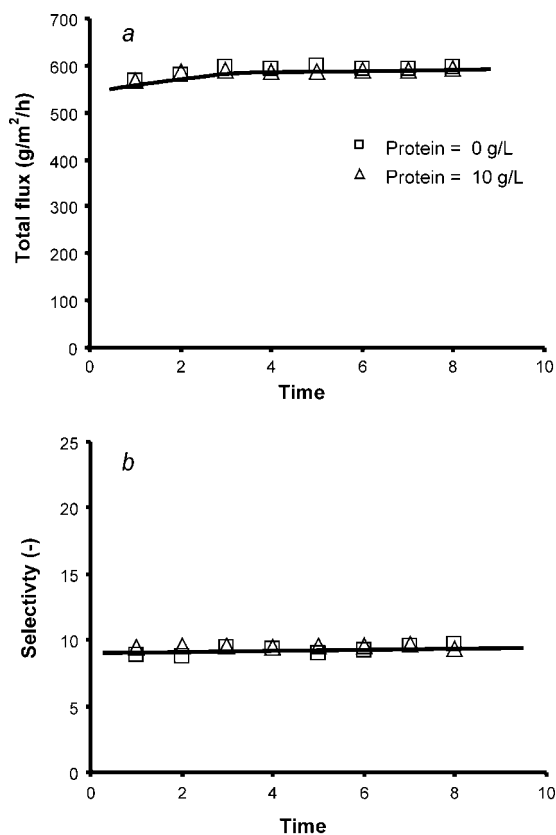 a
700
600
500
400
300
200
100
0
Total flux (g/m²/h)
Protein = 0 g/L
Protein = 10 g/L
0 2 4 6 8 10
Time
b
25
20
15
10
5
0
Selectivty (-)
0 2 4 6 8 10
Time